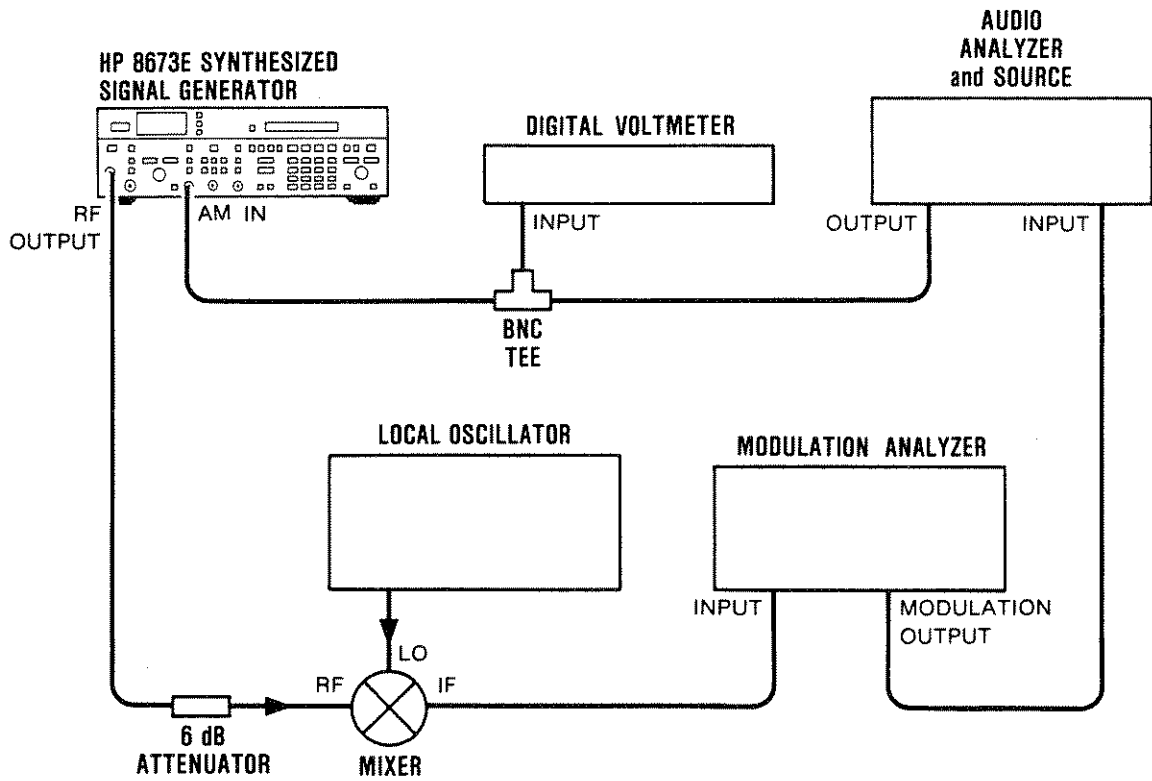 HP 8673E SYNTHESIZED
SIGNAL GENERATOR
RF
OUTPUT
AM IN
DIGITAL VOLTMETER
INPUT
AUDIO
ANALYZER
and SOURCE
OUTPUT
INPUT
BNC
TEE
LOCAL OSCILLATOR
LO
MODULATION ANALYZER
INPUT
MODULATION
OUTPUT
RF
IF
6 dB
ATTENUATOR
MIXER